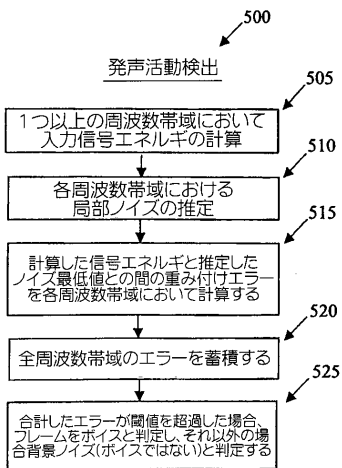 500
発声活動検出
505
1つ以上の周波数帯域において
入力信号エネルギの計算
510
各周波数帯域における
局部ノイズの推定
515
計算した信号エネルギと推定した
ノイズ最低値との間の重み付けエラー
を各周波数帯域において計算する
520
全周波数帯域のエラーを蓄積する
525
合計したエラーが閾値を超過した場合、
フレームをボイスと判定し、それ以外の場
合背景ノイズ(ボイスではない)と判定する